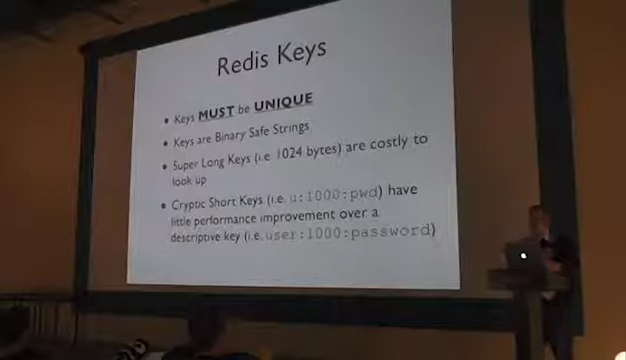 Redis Keys
• Keys MUST be UNIQUE
• Keys are Binary Safe Strings
• Super Long Keys (i.e 1024 bytes) are costly to
look up
• Cryptic Short Keys (i.e. u:1000:pwd) have
little performance improvement over a
descriptive key (i.e. user:1000:password)